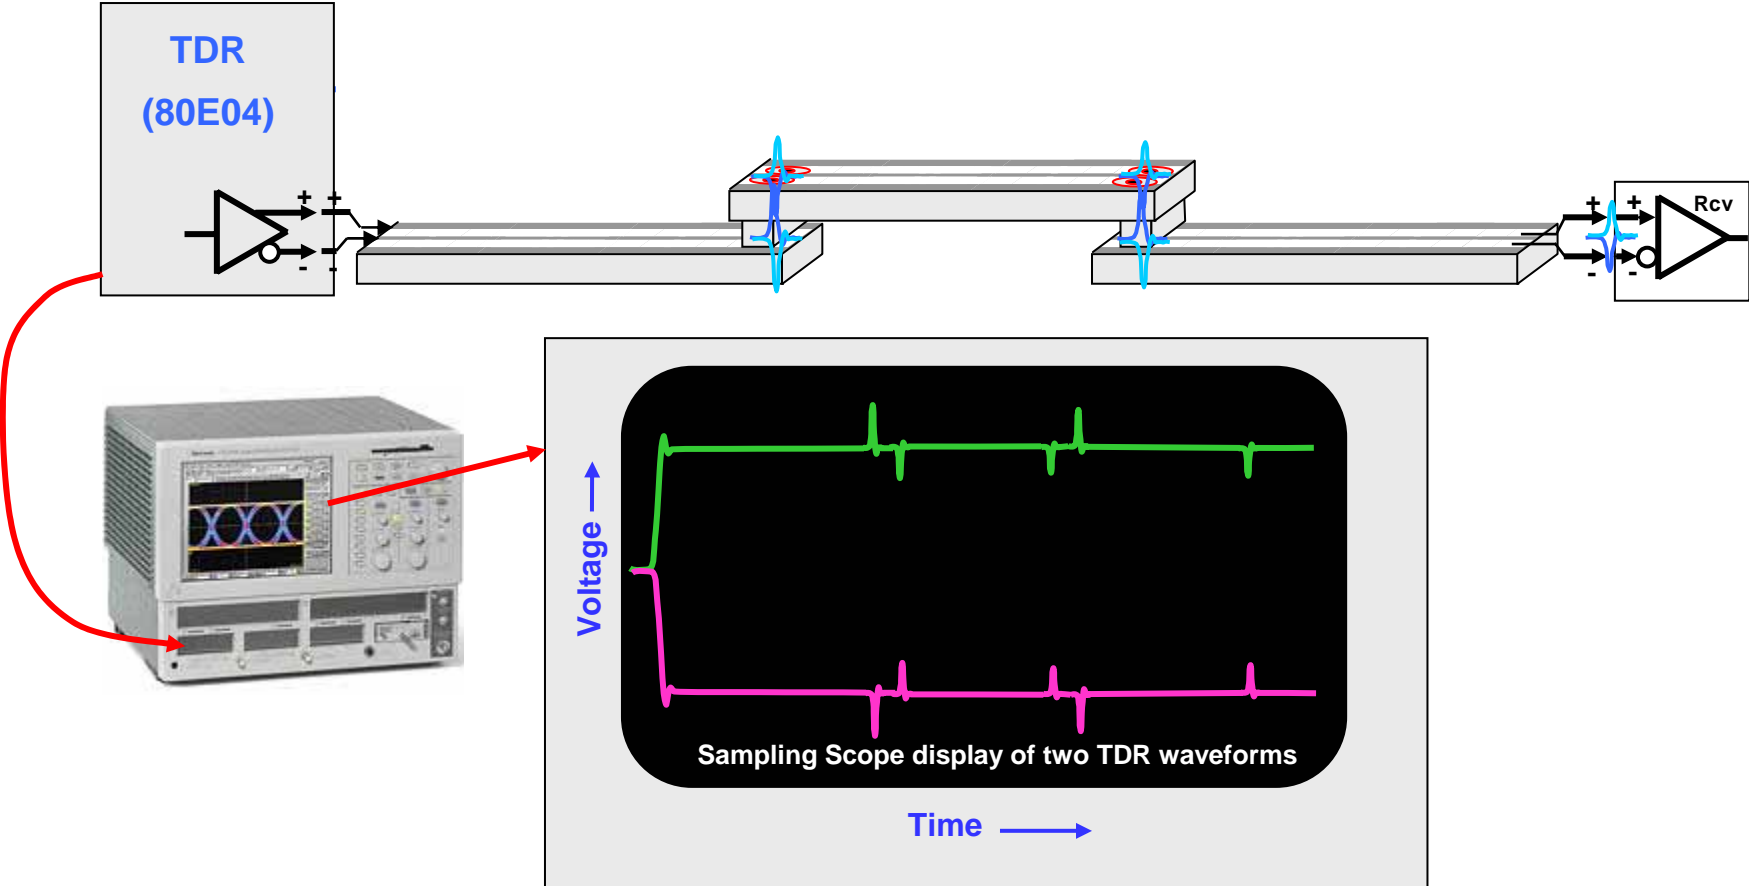 TDR
(80E04)
+ +
- -
+ +
- -
Rcv
Voltage
Sampling Scope display of two TDR waveforms
Time